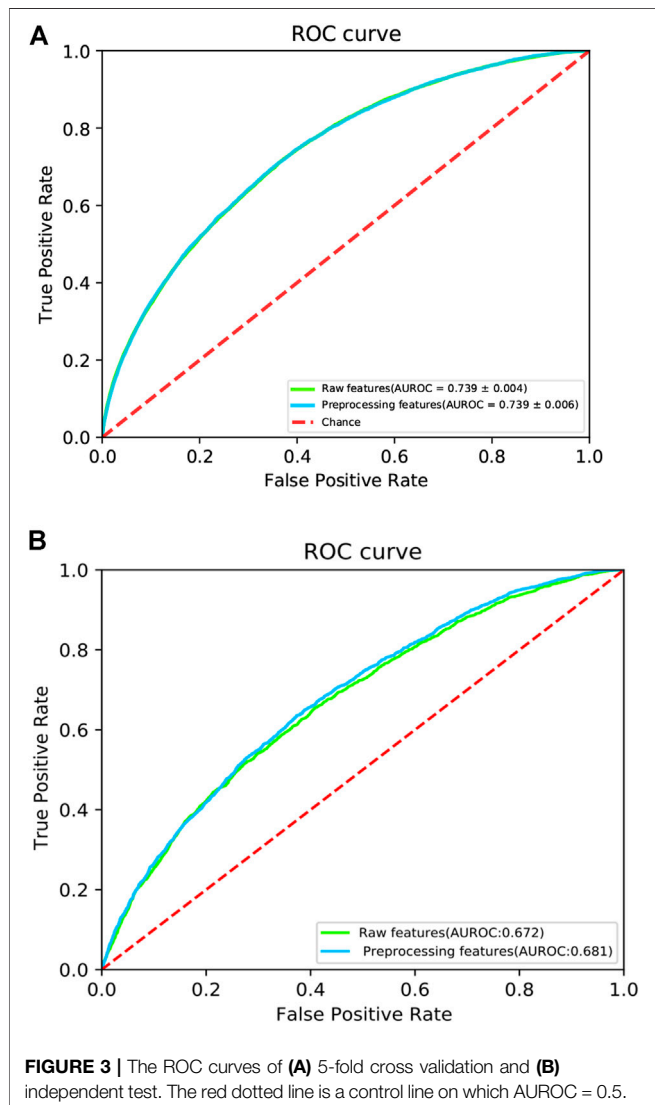 A
ROC curve
True Positive Rate
1.0
0.8
0.6
0.4
0.2
0.0
Raw features(AUROC = 0.739 ± 0.004)
Preprocessing features(AUROC = 0.739 ± 0.006)
Chance
0.0 0.2 0.4 0.6 0.8 1.0
False Positive Rate
B
ROC curve
True Positive Rate
1.0
0.8
0.6
0.4
0.2
0.0
Raw features(AUROC:0.672)
Preprocessing features(AUROC:0.681)
0.0 0.2 0.4 0.6 0.8 1.0
False Positive Rate
FIGURE 3 | The ROC curves of (A) 5-fold cross validation and (B)
independent test. The red dotted line is a control line on which AUROC = 0.5.